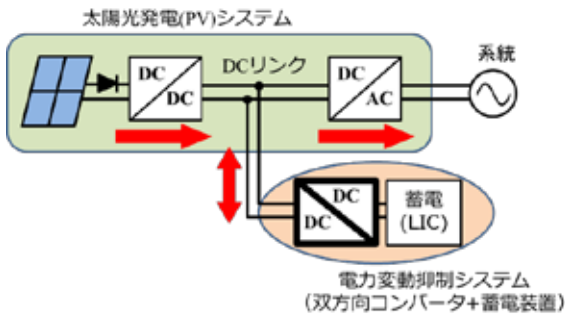 太陽光発電(PV)システム
DC
DC
DCリンク
DC
AC
系統
DC
DC
蓄電
(LIC)
電力変動抑制システム
(双方向コンバータ+蓄電装置)